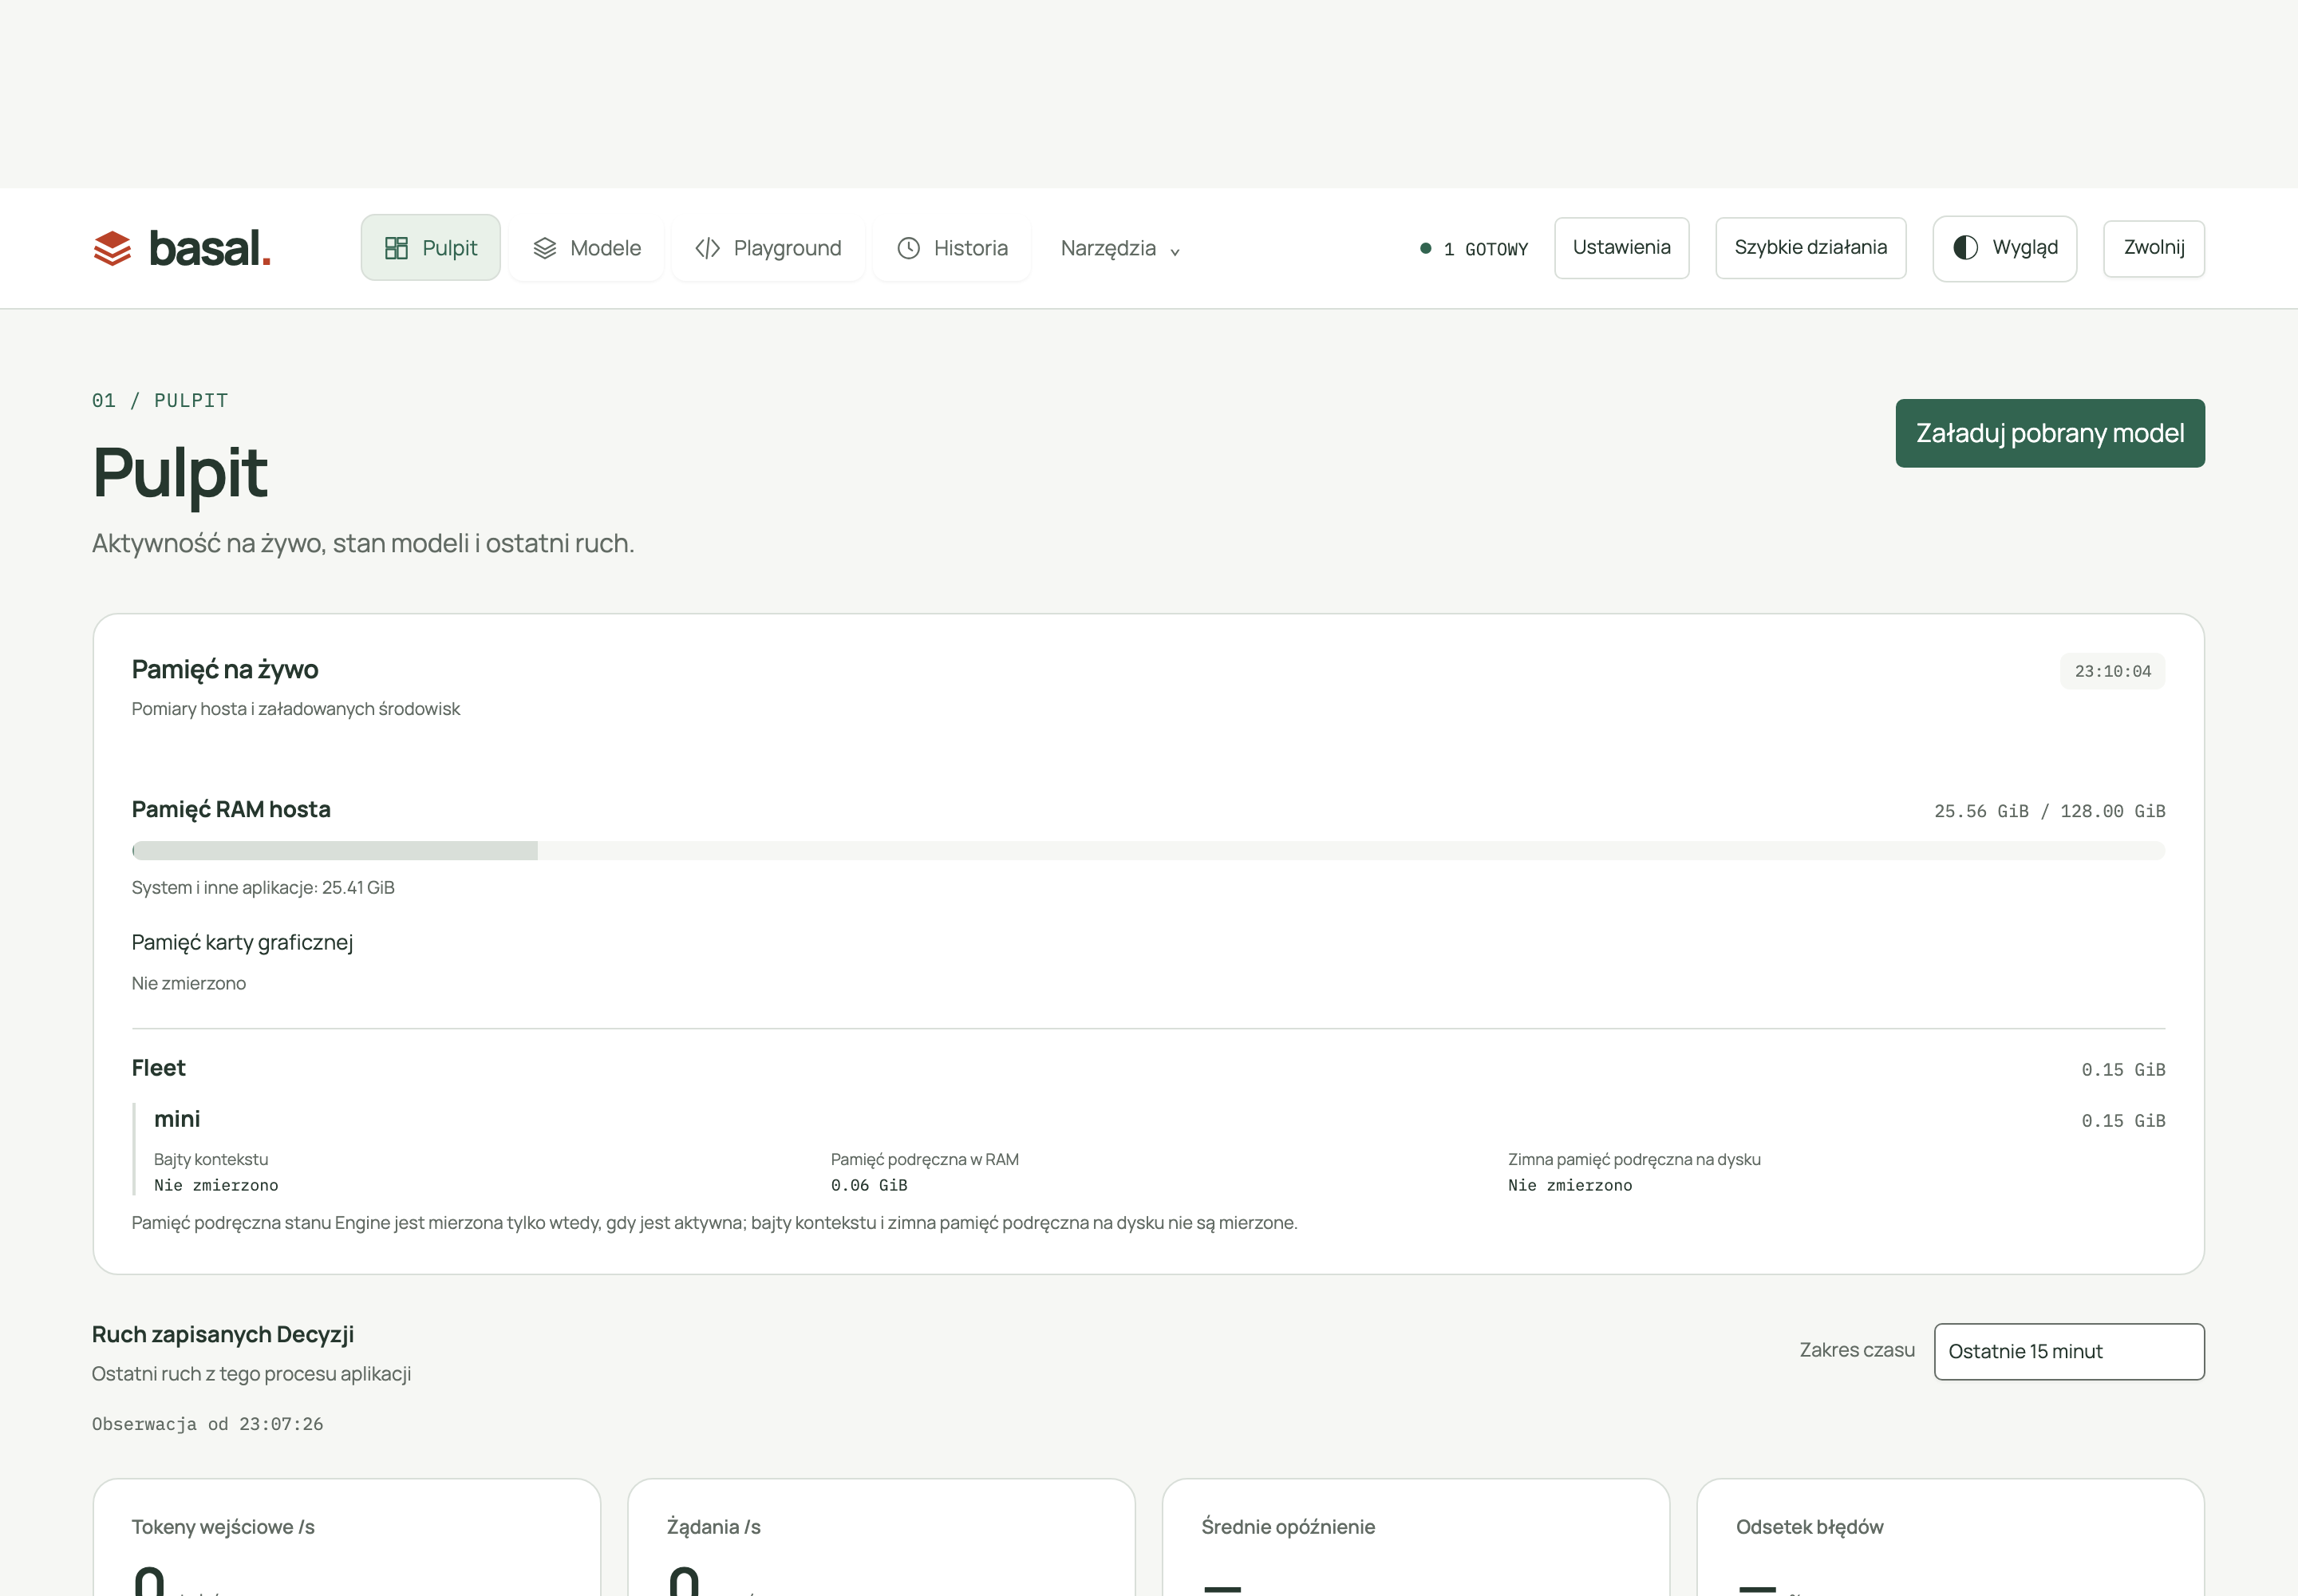 basal.
Pulpit
Modele
Playground
Historia
Narzędzia
1 GOTOWY
Ustawienia
Szybkie działania
Wygląd
Zwolnij
01 / PULPIT
Pulpit
Załaduj pobrany model
Aktywność na żywo, stan modeli i ostatni ruch.
Pamięć na żywo
23:10:04
Pomiary hosta i załadowanych środowisk
Pamięć RAM hosta
25.56 GiB / 128.00 GiB
System i inne aplikacje: 25.41 GiB
Pamięć karty graficznej
Nie zmierzono
Fleet
0.15 GiB
mini
0.15 GiB
Bajty kontekstu
Pamięć podręczna w RAM
Zimna pamięć podręczna na dysku
Nie zmierzono
0.06 GiB
Nie zmierzono
Pamięć podręczna stanu Engine jest mierzona tylko wtedy, gdy jest aktywna; bajty kontekstu i zimna pamięć podręczna na dysku nie są mierzone.
Ruch zapisanych Decyzji
Zakres czasu
Ostatnie 15 minut
Ostatni ruch z tego procesu aplikacji
Obserwacja od 23:07:26
Tokeny wejściowe /s
Żądania /s
Średnie opóźnienie
Odsetek błędów
0
0
—
—